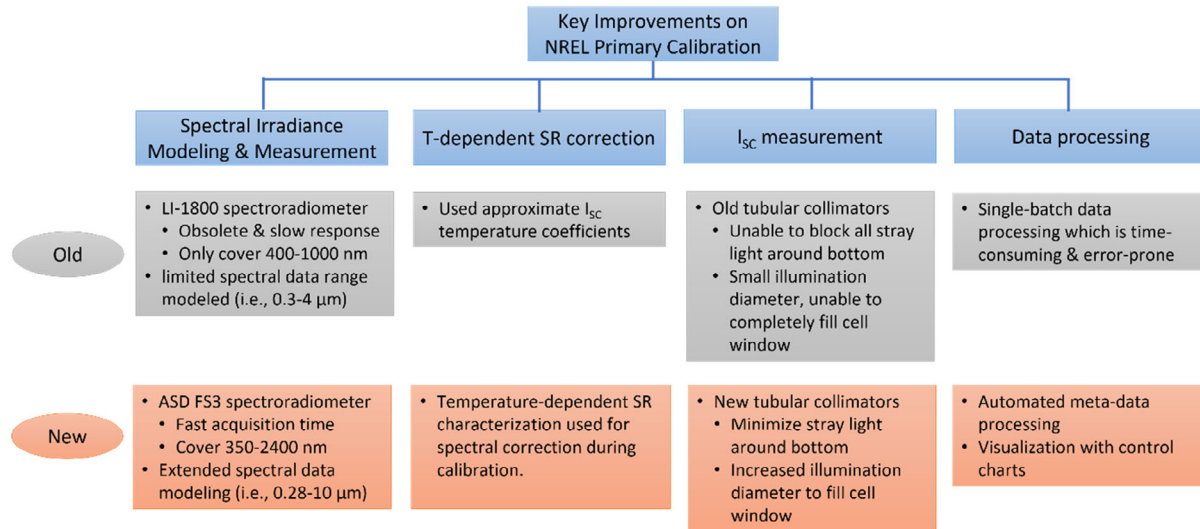 Key Improvements on
NREL Primary Calibration
Spectral Irradiance
Modeling & Measurement
T-dependent SR correction
I_SC measurement
Data processing
Old
• LI-1800 spectroradiometer
• Obsolete & slow response
• Only cover 400-1000 nm
• limited spectral data range
modeled (i.e., 0.3-4 μm)
• Used approximate I_SC
temperature coefficients
• Old tubular collimators
• Unable to block all stray
light around bottom
• Small illumination
diameter, unable to
completely fill cell
window
• Single-batch data
processing which is time-
consuming & error-prone
New
• ASD FS3 spectroradiometer
• Fast acquisition time
• Cover 350-2400 nm
• Extended spectral data
modeling (i.e., 0.28-10 μm)
• Temperature-dependent SR
characterization used for
spectral correction during
calibration.
• New tubular collimators
• Minimize stray light
around bottom
• Increased illumination
diameter to fill cell
window
• Automated meta-data
processing
• Visualization with control
charts